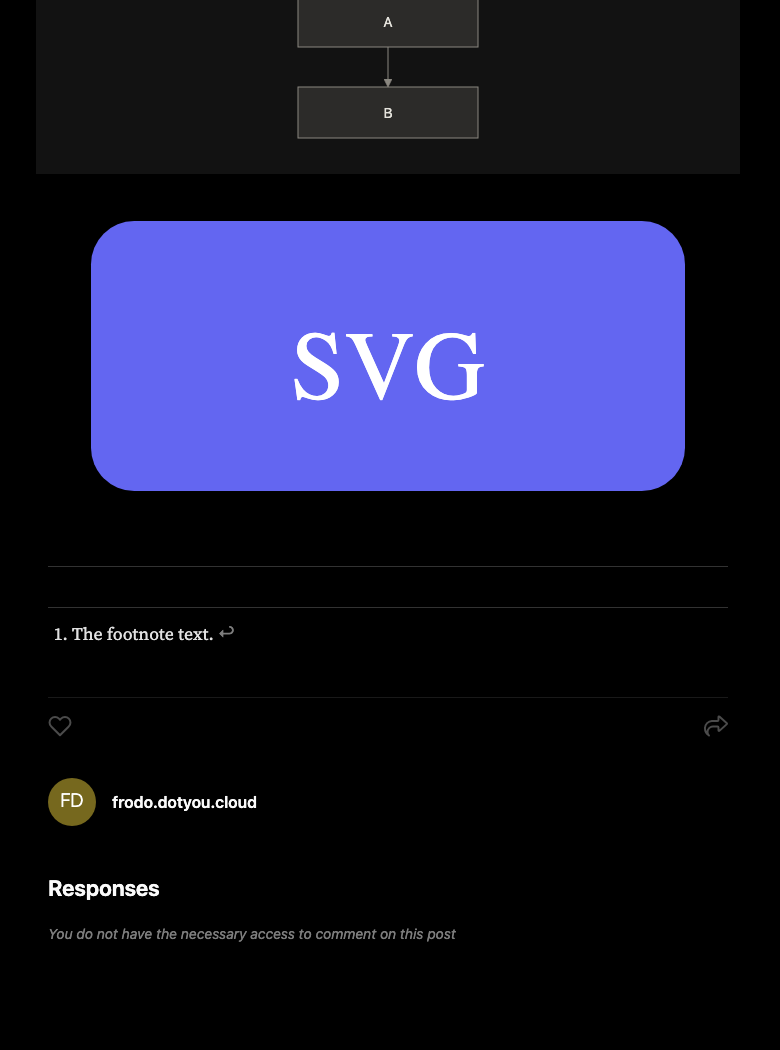 A
B
SVG
1. The footnote text. ↩
FD
frodo.dotyou.cloud
Responses
You do not have the necessary access to comment on this post